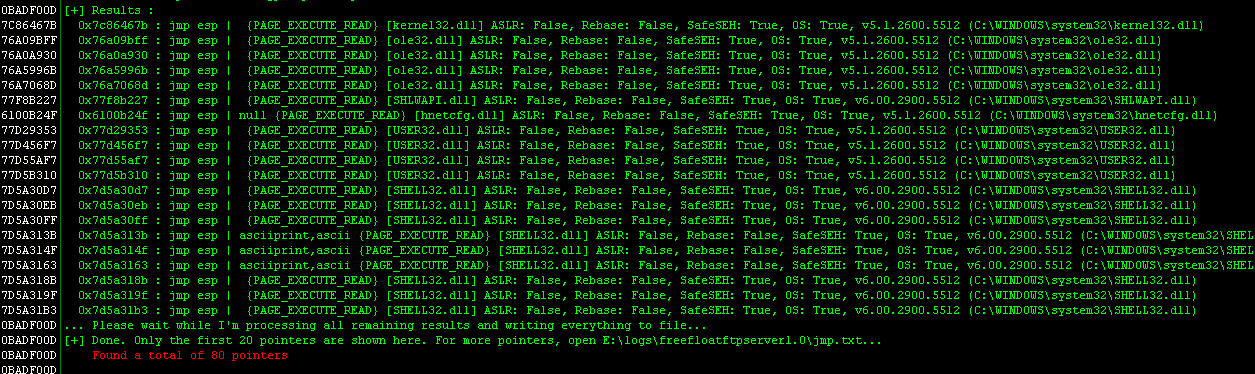 0BADF00D [+] Results :
7C86467B 0x7c86467b : jmp esp | {PAGE_EXECUTE_READ} [kernel32.dll] ASLR: False, Rebase: False, SafeSEH: True, OS: True, v5.1.2600.5512 (C:\WINDOWS\system32\kernel32.dll)
76A09BFF 0x76a09bff : jmp esp | {PAGE_EXECUTE_READ} [ole32.dll] ASLR: False, Rebase: False, SafeSEH: True, OS: True, v5.1.2600.5512 (C:\WINDOWS\system32\ole32.dll)
76A0A930 0x76a0a930 : jmp esp | {PAGE_EXECUTE_READ} [ole32.dll] ASLR: False, Rebase: False, SafeSEH: True, OS: True, v5.1.2600.5512 (C:\WINDOWS\system32\ole32.dll)
76A5996B 0x76a5996b : jmp esp | {PAGE_EXECUTE_READ} [ole32.dll] ASLR: False, Rebase: False, SafeSEH: True, OS: True, v5.1.2600.5512 (C:\WINDOWS\system32\ole32.dll)
76A7068D 0x76a7068d : jmp esp | {PAGE_EXECUTE_READ} [ole32.dll] ASLR: False, Rebase: False, SafeSEH: True, OS: True, v5.1.2600.5512 (C:\WINDOWS\system32\ole32.dll)
77F8B227 0x77f8b227 : jmp esp | {PAGE_EXECUTE_READ} [SHLWAPI.dll] ASLR: False, Rebase: False, SafeSEH: True, OS: True, v6.00.2900.5512 (C:\WINDOWS\system32\SHLWAPI.dll)
6100B24F 0x6100b24f : jmp esp | null {PAGE_EXECUTE_READ} [hnetcfg.dll] ASLR: False, Rebase: False, SafeSEH: True, OS: True, v5.1.2600.5512 (C:\WINDOWS\system32\hnetcfg.dll)
77D29353 0x77d29353 : jmp esp | {PAGE_EXECUTE_READ} [USER32.dll] ASLR: False, Rebase: False, SafeSEH: True, OS: True, v5.1.2600.5512 (C:\WINDOWS\system32\USER32.dll)
77D456F7 0x77d456f7 : jmp esp | {PAGE_EXECUTE_READ} [USER32.dll] ASLR: False, Rebase: False, SafeSEH: True, OS: True, v5.1.2600.5512 (C:\WINDOWS\system32\USER32.dll)
77D55AF7 0x77d55af7 : jmp esp | {PAGE_EXECUTE_READ} [USER32.dll] ASLR: False, Rebase: False, SafeSEH: True, OS: True, v5.1.2600.5512 (C:\WINDOWS\system32\USER32.dll)
77D5B310 0x77d5b310 : jmp esp | {PAGE_EXECUTE_READ} [USER32.dll] ASLR: False, Rebase: False, SafeSEH: True, OS: True, v5.1.2600.5512 (C:\WINDOWS\system32\USER32.dll)
7D5A30D7 0x7d5a30d7 : jmp esp | {PAGE_EXECUTE_READ} [SHELL32.dll] ASLR: False, Rebase: False, SafeSEH: True, OS: True, v6.00.2900.5512 (C:\WINDOWS\system32\SHELL32.dll)
7D5A30EB 0x7d5a30eb : jmp esp | {PAGE_EXECUTE_READ} [SHELL32.dll] ASLR: False, Rebase: False, SafeSEH: True, OS: True, v6.00.2900.5512 (C:\WINDOWS\system32\SHELL32.dll)
7D5A30FF 0x7d5a30ff : jmp esp | {PAGE_EXECUTE_READ} [SHELL32.dll] ASLR: False, Rebase: False, SafeSEH: True, OS: True, v6.00.2900.5512 (C:\WINDOWS\system32\SHELL32.dll)
7D5A313B 0x7d5a313b : jmp esp | asciiprint,ascii {PAGE_EXECUTE_READ} [SHELL32.dll] ASLR: False, Rebase: False, SafeSEH: True, OS: True, v6.00.2900.5512 (C:\WINDOWS\system32\SHEL
7D5A314F 0x7d5a314f : jmp esp | asciiprint,ascii {PAGE_EXECUTE_READ} [SHELL32.dll] ASLR: False, Rebase: False, SafeSEH: True, OS: True, v6.00.2900.5512 (C:\WINDOWS\system32\SHEL
7D5A3163 0x7d5a3163 : jmp esp | asciiprint,ascii {PAGE_EXECUTE_READ} [SHELL32.dll] ASLR: False, Rebase: False, SafeSEH: True, OS: True, v6.00.2900.5512 (C:\WINDOWS\system32\SHEL
7D5A318B 0x7d5a318b : jmp esp | {PAGE_EXECUTE_READ} [SHELL32.dll] ASLR: False, Rebase: False, SafeSEH: True, OS: True, v6.00.2900.5512 (C:\WINDOWS\system32\SHELL32.dll)
7D5A319F 0x7d5a319f : jmp esp | {PAGE_EXECUTE_READ} [SHELL32.dll] ASLR: False, Rebase: False, SafeSEH: True, OS: True, v6.00.2900.5512 (C:\WINDOWS\system32\SHELL32.dll)
7D5A31B3 0x7d5a31b3 : jmp esp | {PAGE_EXECUTE_READ} [SHELL32.dll] ASLR: False, Rebase: False, SafeSEH: True, OS: True, v6.00.2900.5512 (C:\WINDOWS\system32\SHELL32.dll)
0BADF00D ... Please wait while I'm processing all remaining results and writing everything to file...
0BADF00D [+] Done. Only the first 20 pointers are shown here. For more pointers, open E:\logs\freefloatftpserver1.0\jmp.txt...
0BADF00D Found a total of 80 pointers
0BADF00D